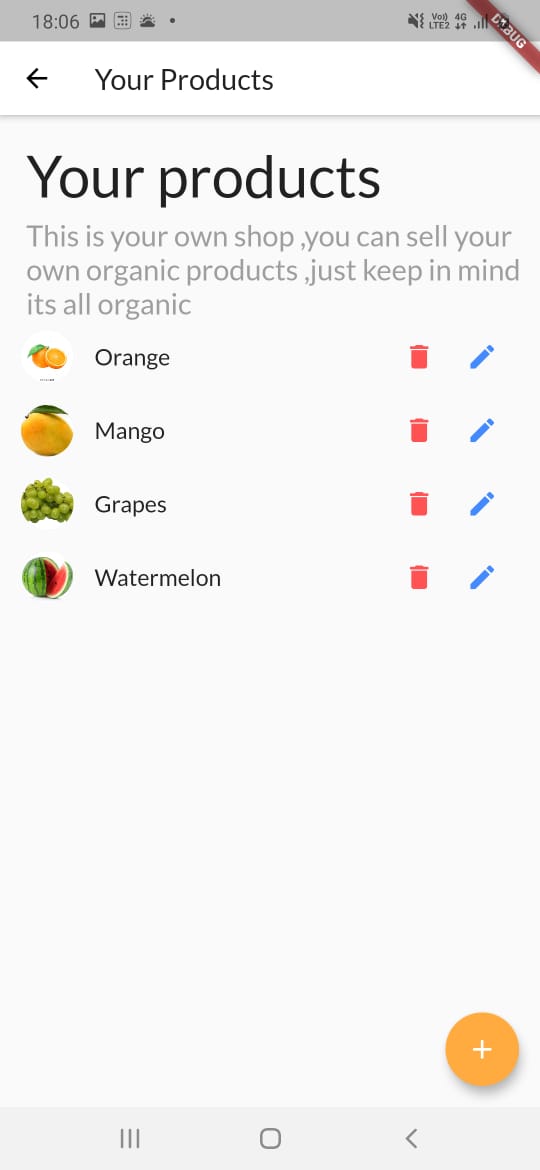 18:06
Vo)) 4G
LTE2
DEBUG
Your Products
Your products
This is your own shop ,you can sell your
own organic products ,just keep in mind
its all organic
Orange
Mango
Grapes
Watermelon